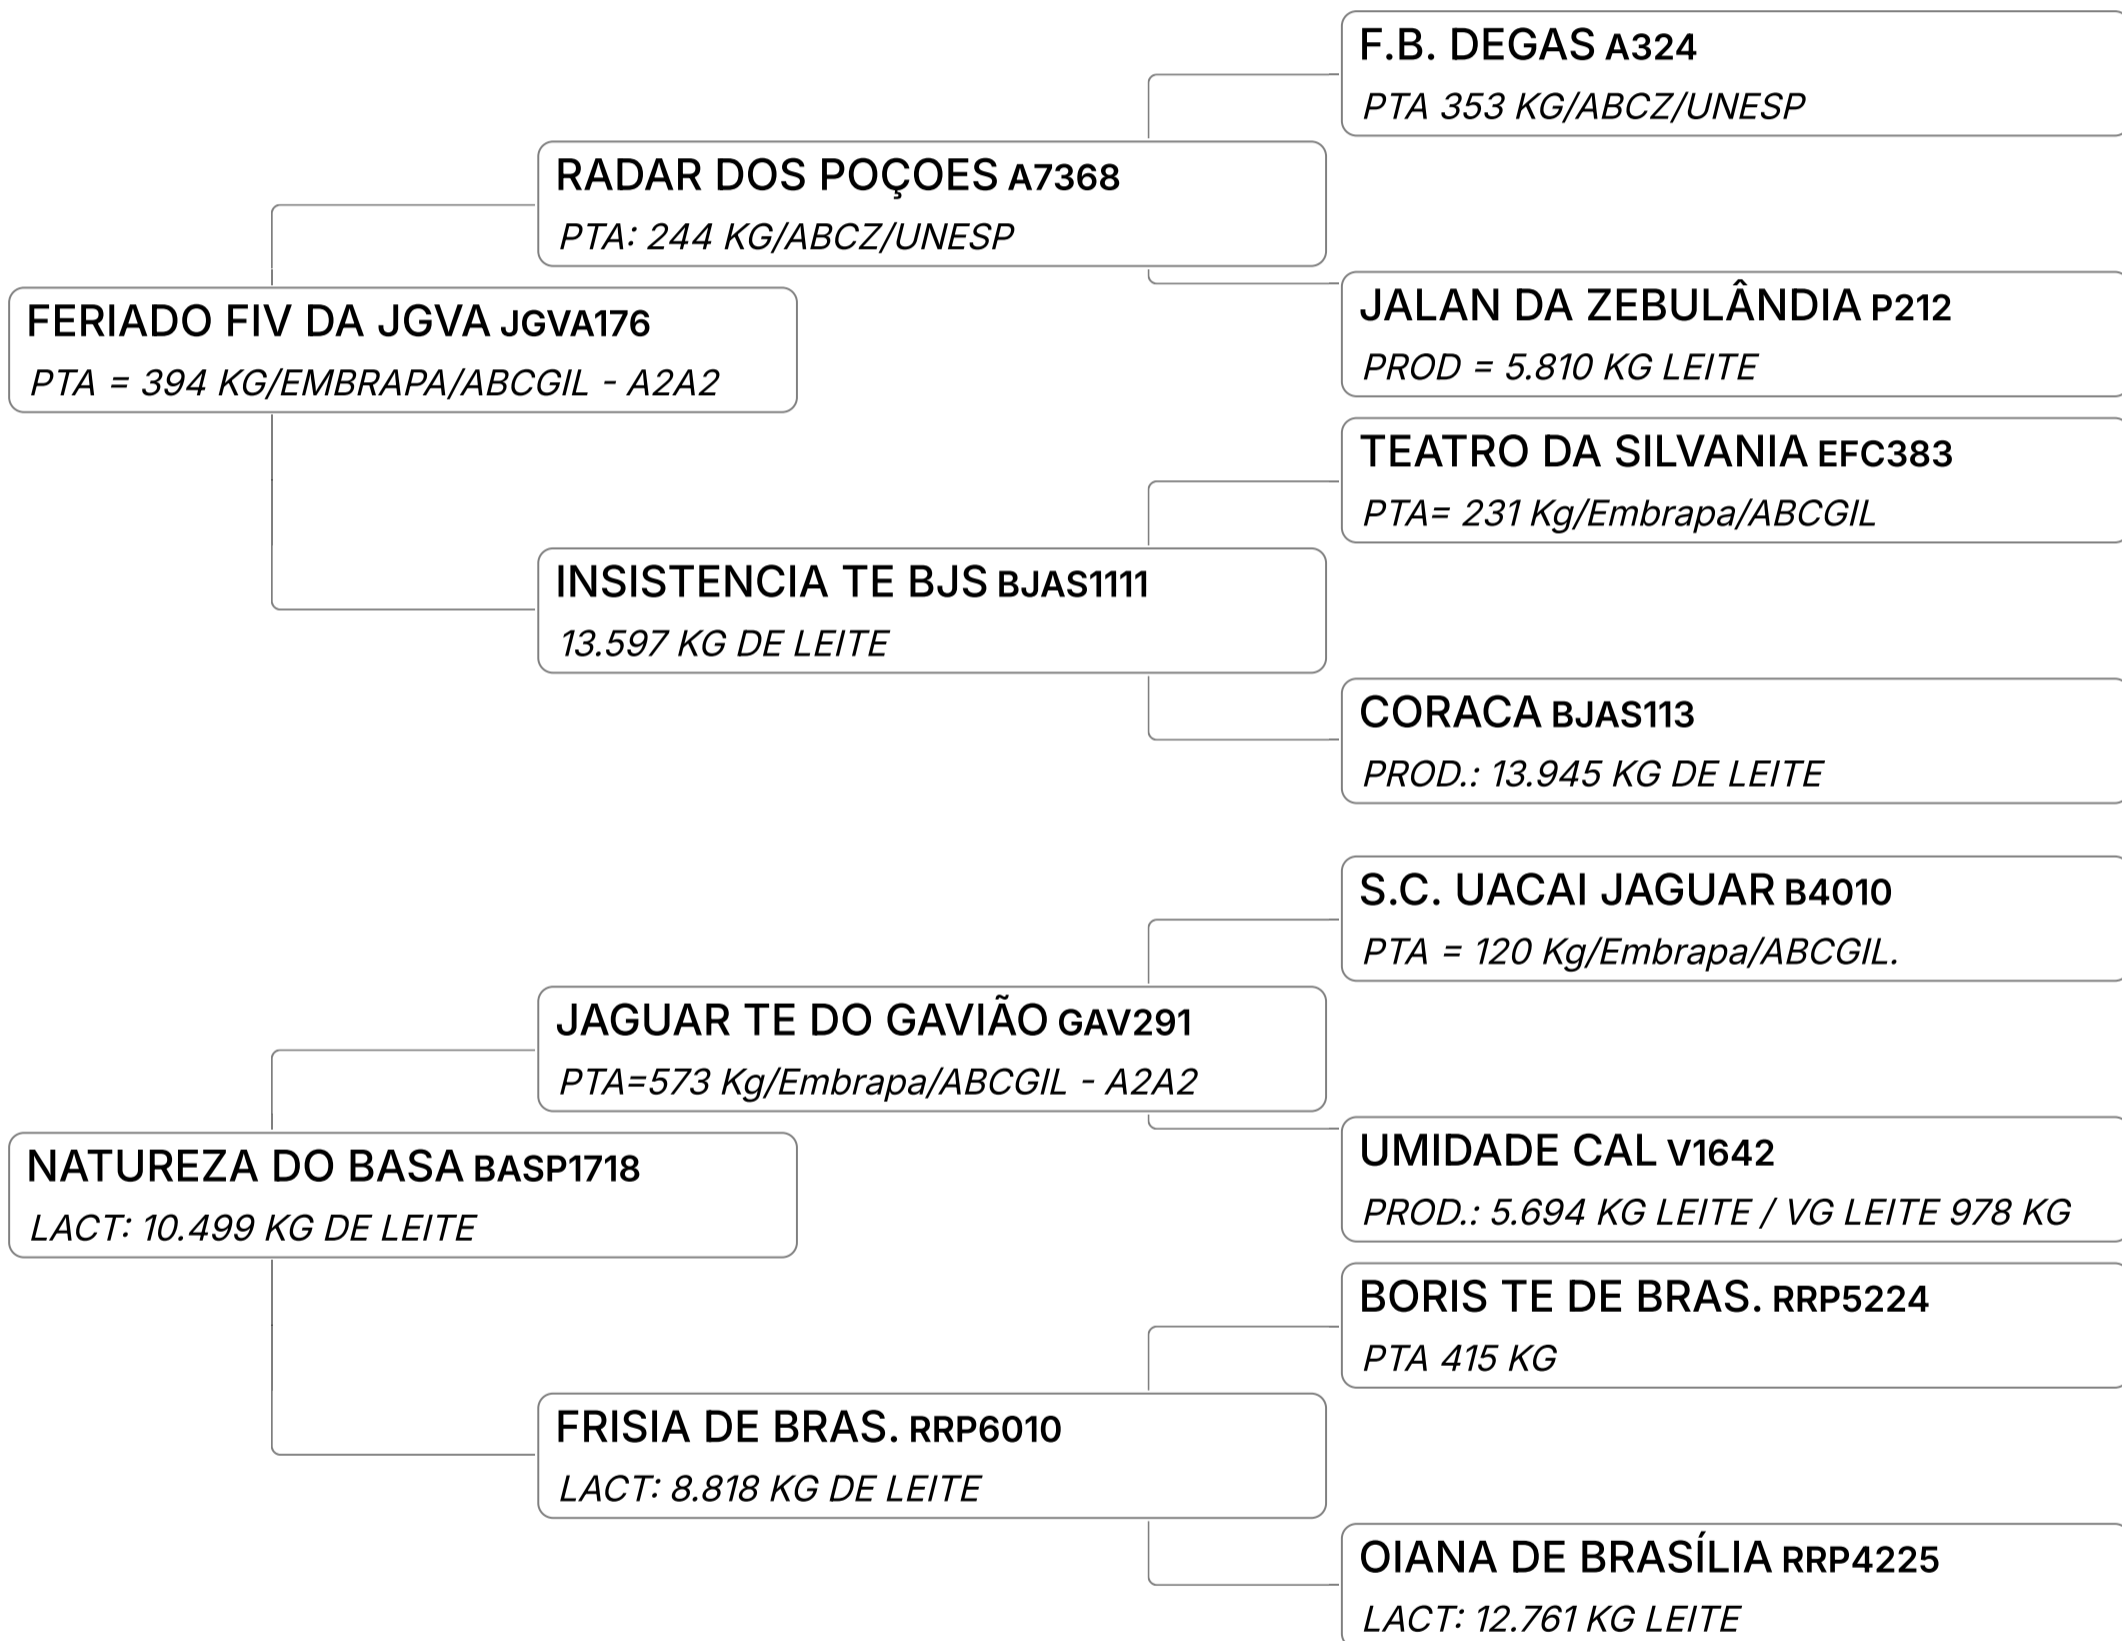 F.B. DEGAS A324
PTA 353 KG/ABCZ/UNESP
RADAR DOS POÇOES A7368
PTA: 244 KG/ABCZ/UNESP
JALAN DA ZEBULÂNDIA P212
PROD = 5.810 KG LEITE
FERIADO FIV DA JGVA JGVA176
PTA = 394 KG/EMBRAPA/ABCGIL - A2A2
TEATRO DA SILVANIA EFC383
PTA= 231 Kg/Embrapa/ABCGIL
INSISTENCIA TE BJS BJAS1111
13.597 KG DE LEITE
CORACA BJAS113
PROD.: 13.945 KG DE LEITE
S.C. UACAI JAGUAR B4010
PTA = 120 Kg/Embrapa/ABCGIL.
JAGUAR TE DO GAVIÃO GAV291
PTA=573 Kg/Embrapa/ABCGIL - A2A2
UMIDADE CAL V1642
PROD.: 5.694 KG LEITE / VG LEITE 978 KG
NATUREZA DO BASA BASP1718
LACT: 10.499 KG DE LEITE
BORIS TE DE BRAS. RRP5224
PTA 415 KG
FRISIA DE BRAS. RRP6010
LACT: 8.818 KG DE LEITE
OIANA DE BRASÍLIA RRP4225
LACT: 12.761 KG LEITE